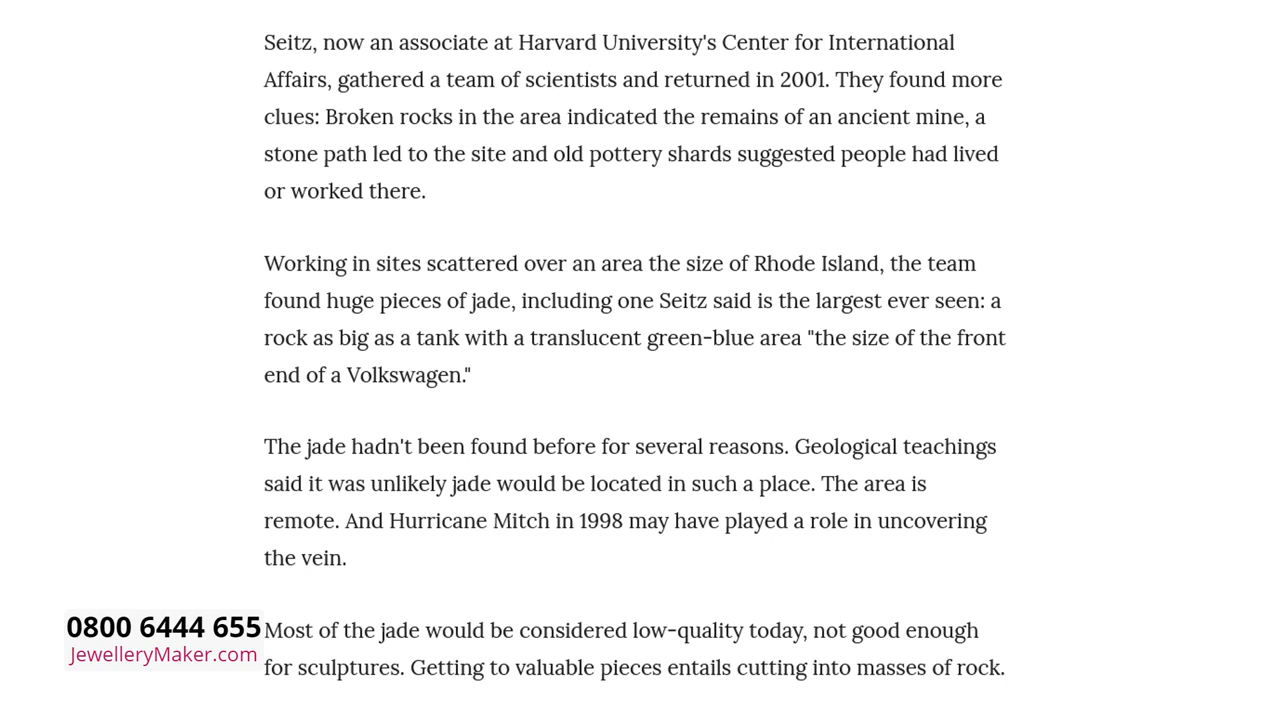 Seitz, now an associate at Harvard University's Center for International
Affairs, gathered a team of scientists and returned in 2001. They found more
clues: Broken rocks in the area indicated the remains of an ancient mine, a
stone path led to the site and old pottery shards suggested people had lived
or worked there.
Working in sites scattered over an area the size of Rhode Island, the team
found huge pieces of jade, including one Seitz said is the largest ever seen: a
rock as big as a tank with a translucent green-blue area "the size of the front
end of a Volkswagen."
The jade hadn't been found before for several reasons. Geological teachings
said it was unlikely jade would be located in such a place. The area is
remote. And Hurricane Mitch in 1998 may have played a role in uncovering
the vein.
Most of the jade would be considered low-quality today, not good enough
for sculptures. Getting to valuable pieces entails cutting into masses of rock.
0800 6444 655
JewelleryMaker.com